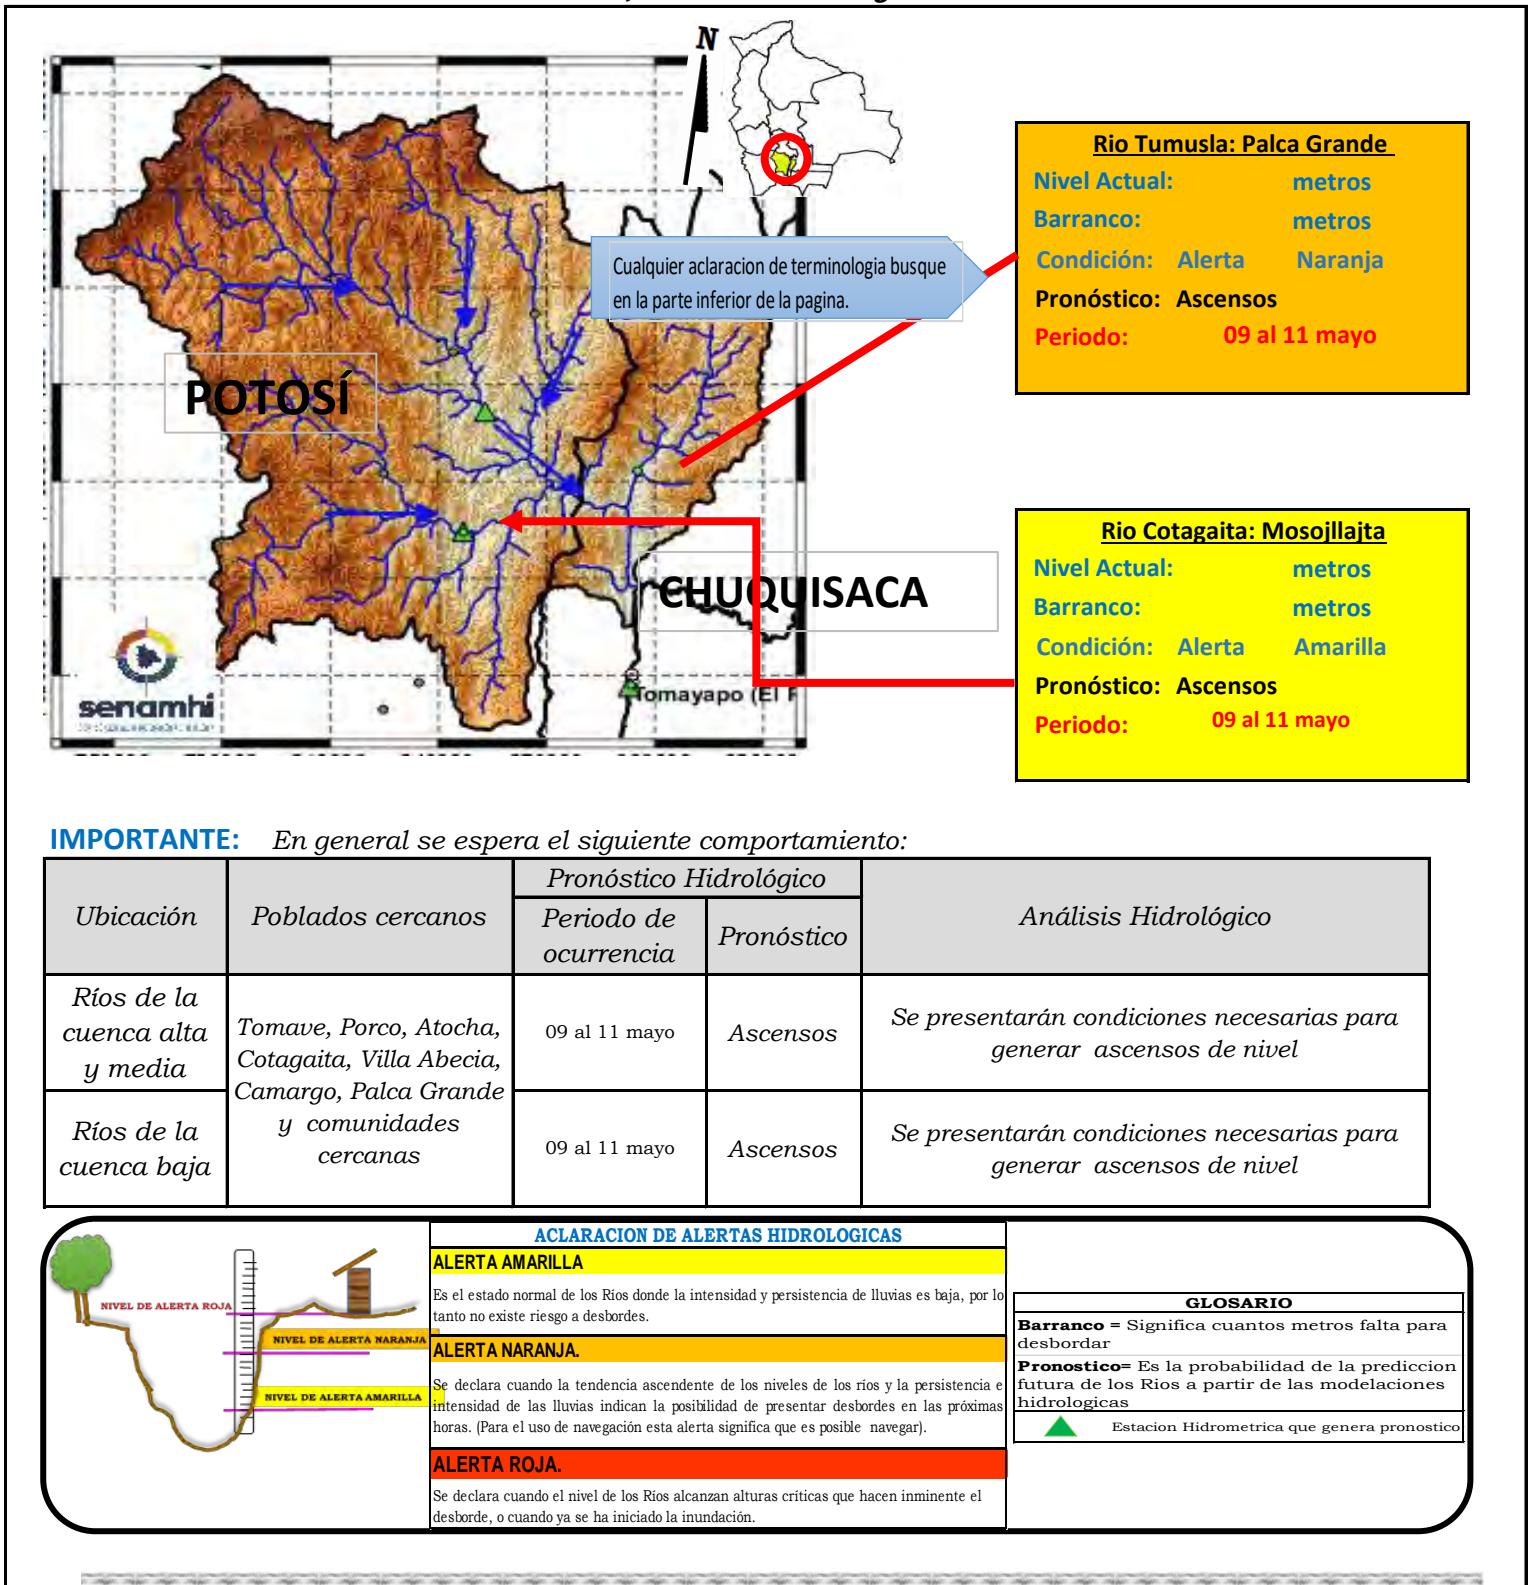 N
Rio Tumusla: Palca Grande
Nivel Actual: metros
Barranco: metros
Condición: Alerta Naranja
Pronóstico: Ascensos
Periodo: 09 al 11 mayo
Cualquier aclaracion de terminologia busque
en la parte inferior de la pagina.
POTOSÍ
CHUQUISACA
Rio Cotagaita: Mosojllajta
Nivel Actual: metros
Barranco: metros
Condición: Alerta Amarilla
Pronóstico: Ascensos
Periodo: 09 al 11 mayo
senamhi
Tomayapo (El
IMPORTANTE: En general se espera el siguiente comportamiento:
Ubicación
Poblados cercanos
Pronóstico Hidrológico
Periodo de
ocurrencia
Pronóstico
Análisis Hidrológico
Ríos de la
cuenca alta
y media
Tomave, Porco, Atocha,
Cotagaita, Villa Abecia,
Camargo, Palca Grande
y comunidades
cercanas
09 al 11 mayo
Ascensos
Se presentarán condiciones necesarias para
generar ascensos de nivel
Ríos de la
cuenca baja
09 al 11 mayo
Ascensos
Se presentarán condiciones necesarias para
generar ascensos de nivel
NIVEL DE ALERTA ROJA
NIVEL DE ALERTA NARANJA
NIVEL DE ALERTA AMARILLA
ACLARACION DE ALERTAS HIDROLOGICAS
ALERTA AMARILLA
Es el estado normal de los Rios donde la intensidad y persistencia de lluvias es baja, por lo
tanto no existe riesgo a desbordes.
ALERTA NARANJA.
Se declara cuando la tendencia ascendente de los niveles de los ríos y la persistencia e
intensidad de las lluvias indican la posibilidad de presentar desbordes en las próximas
horas. (Para el uso de navegación esta alerta significa que es posible navegar).
ALERTA ROJA.
Se declara cuando el nivel de los Rios alcanzan alturas críticas que hacen inminente el
desborde, o cuando ya se ha iniciado la inundación.
GLOSARIO
Barranco = Significa cuantos metros falta para
desbordar
Pronostico= Es la probabilidad de la prediccion
futura de los Rios a partir de las modelaciones
hidrologicas
Estacion Hidrometrica que genera pronostico